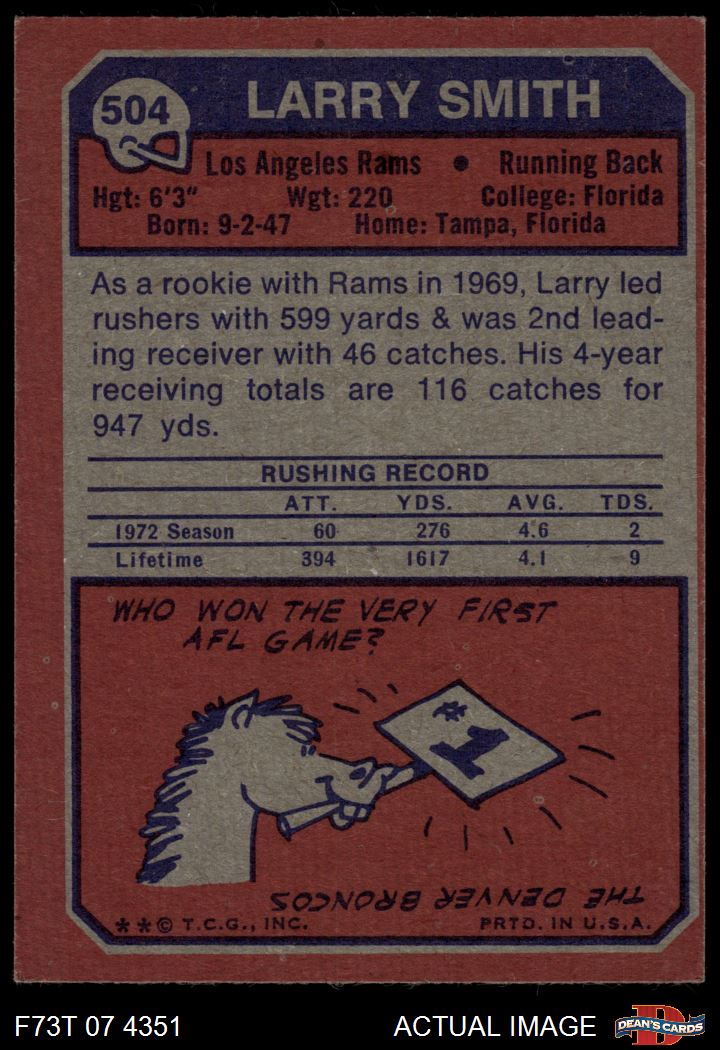 504
LARRY SMITH
Los Angeles Rams • Running Back
Hgt: 6'3" Wgt: 220 College: Florida
Born: 9-2-47 Home: Tampa, Florida
As a rookie with Rams in 1969, Larry led
rushers with 599 yards & was 2nd lead-
ing receiver with 46 catches. His 4-year
receiving totals are 116 catches for
947 yds.
RUSHING RECORD
ATT. YDS. AVG. TDS.
1972 Season 60 276 4.6 2
Lifetime 394 1617 4.1 9
WHO WON THE VERY FIRST
AFL GAME?
#1
THE DENVER BRONCOS
**© T.C.G., INC. PRTD. IN U.S.A.
F73T 07 4351 ACTUAL IMAGE
D
DEAN'S CARDS